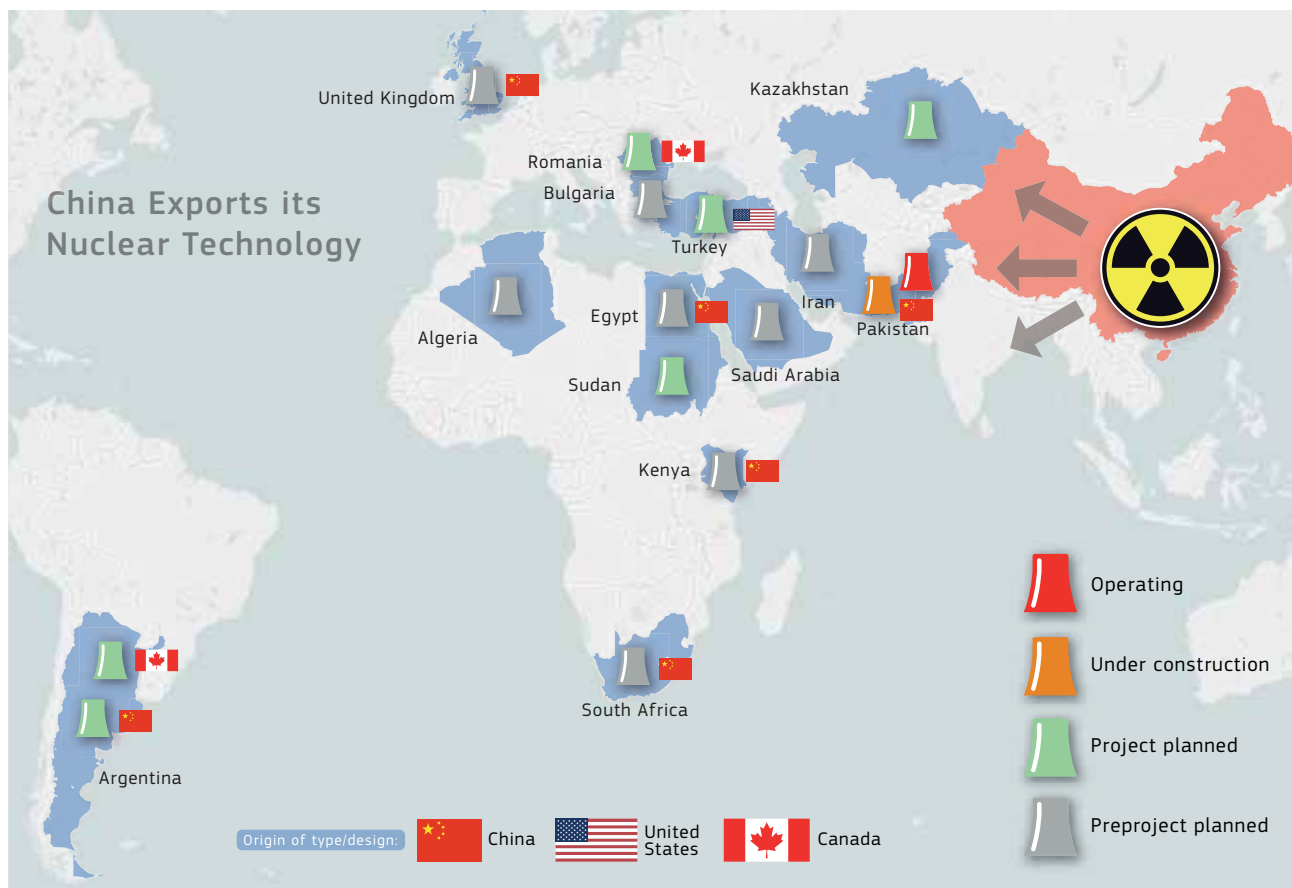 United Kingdom
Kazakhstan
Romania
Bulgaria
China Exports its
Nuclear Technology
Turkey
Iran
Pakistan
Algeria
Egypt
Saudi Arabia
Sudan
Kenya
South Africa
Argentina
Operating
Under construction
Project planned
Preproject planned
Origin of type/design:
China
United
States
Canada